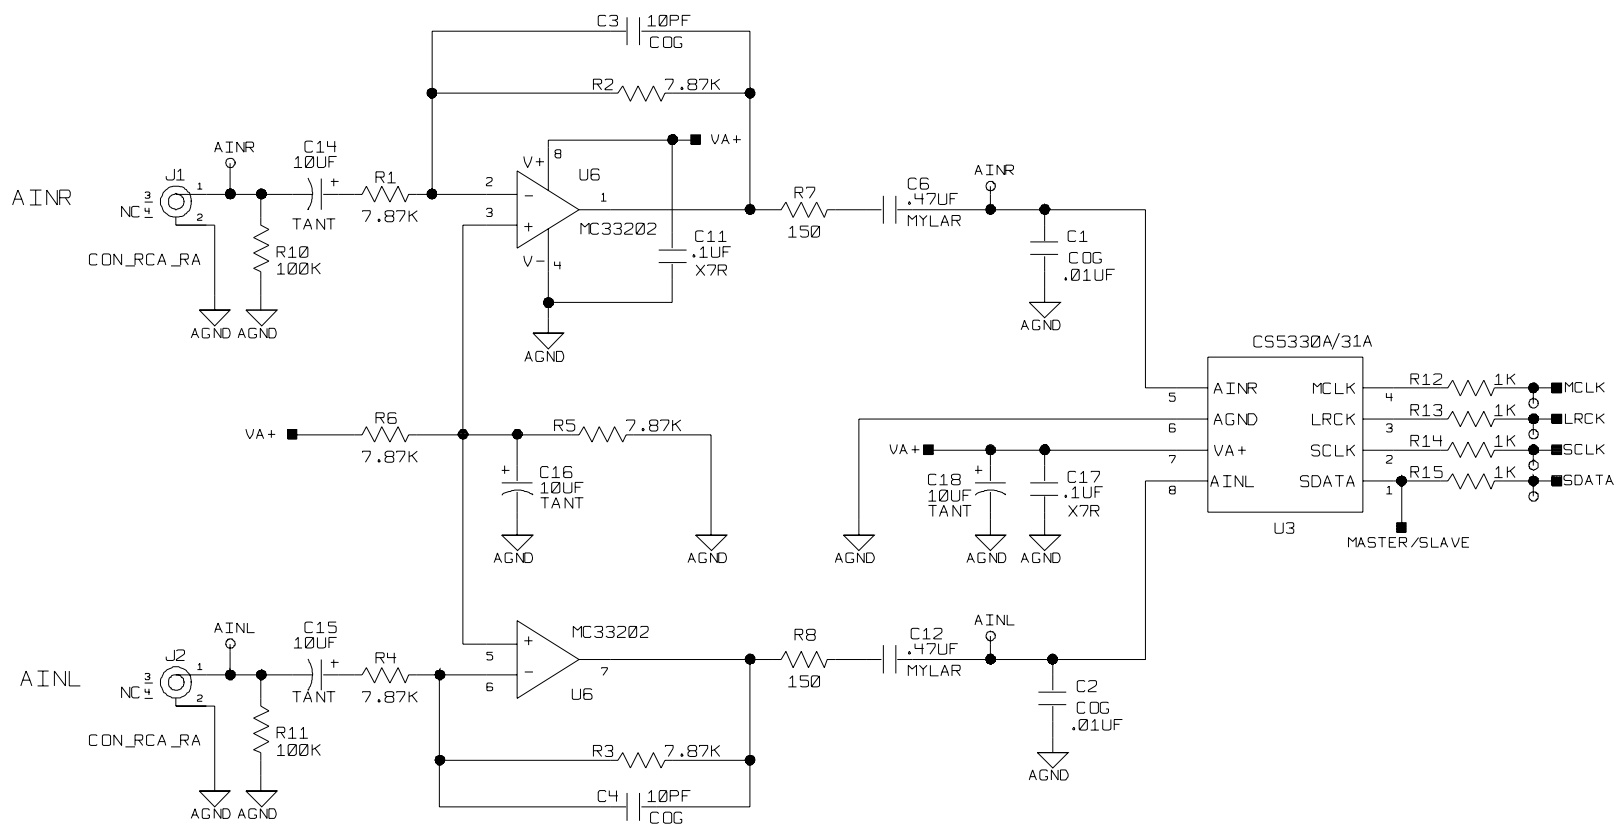 C3 10PF
COG
R2 7.87K
VA+
AINR
C14
10UF
+
TANT
J1
1
3
NC 4
2
AINR
CON_RCA_RA
R1
7.87K
R10
100K
AGND AGND
V+ 8
U6
2 -
3 +
1
MC33202
V- 4
AGND
C11
.1UF
X7R
R7
150
C6
.47UF
MYLAR
AINR
C1
COG
.01UF
AGND
CS5330A/31A
AINR MCLK
AGND LRCK
VA+ SCLK
AINL SDATA
5
6
7
8
4
3
2
1
U3
R12 1K MCLK
R13 1K LRCK
R14 1K SCLK
R15 1K SDATA
MASTER/SLAVE
VA+
R6
7.87K
R5 7.87K
+
C16
10UF
TANT
AGND
AGND
AGND
VA+
+
C18
10UF
TANT
AGND
C17
.1UF
X7R
AGND
AINL
C15
10UF
+
TANT
J2
1
3
NC 4
2
AINL
CON_RCA_RA
R4
7.87K
R11
100K
AGND AGND
MC33202
5 +
6 -
7
U6
R3 7.87K
C4 10PF
COG
R8
150
C12
.47UF
MYLAR
AINL
C2
COG
.01UF
AGND